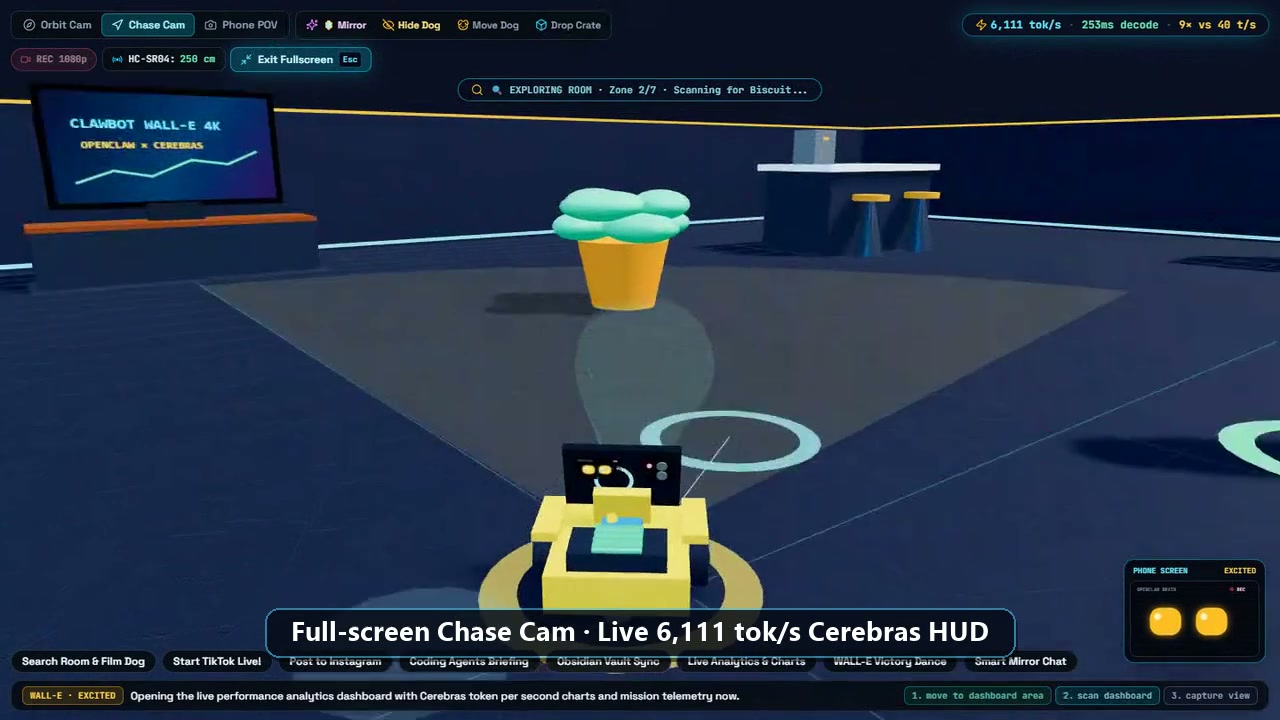 Orbit Cam
Chase Cam
Phone POV
Mirror
Hide Dog
Move Dog
Drop Crate
6,111 tok/s · 253ms decode · 9× vs 40 t/s
REC 1080p
HC-SR04: 250 cm
Exit Fullscreen Esc
EXPLORING ROOM · Zone 2/7 · Scanning for Biscuit...
CLAWBOT WALL-E 4K
OPENCLAW × CEREBRAS
PHONE SCREEN EXCITED
OPENCLAW BRAIN
REC
Full-screen Chase Cam · Live 6,111 tok/s Cerebras HUD
Search Room & Film Dog
Start TikTok Live!
Post to Instagram
Coding Agents Briefing
Obsidian Vault Sync
Live Analytics & Charts
WALL-E Victory Dance
Smart Mirror Chat
WALL-E · EXCITED Opening the live performance analytics dashboard with Cerebras token per second charts and mission telemetry now.
1. move to dashboard area
2. scan dashboard
3. capture view